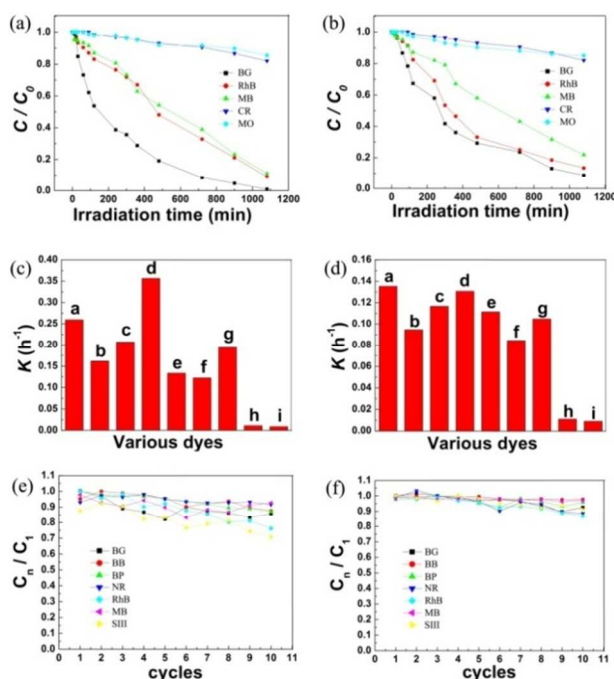 (a)
C / C0
1.0
0.8
0.6
0.4
0.2
0.0
BG
RhB
MB
CR
MO
0 200 400 600 800 1000 1200
Irradiation time (min)
(b)
C / C0
1.0
0.8
0.6
0.4
0.2
0.0
BG
RhB
MB
CR
MO
0 200 400 600 800 1000 1200
Irradiation time (min)
(c)
K (h-1)
0.40
0.35
0.30
0.25
0.20
0.15
0.10
0.05
0.00
a b c d e f g h i
Various dyes
(d)
K (h-1)
0.16
0.14
0.12
0.10
0.08
0.06
0.04
0.02
0.00
a b c d e f g h i
Various dyes
(e)
Cn / C1
1.1
1.0
0.9
0.8
0.7
0.6
0.5
0.4
0.3
0.2
0.1
0.0
BG
BB
BP
NR
RhB
MB
SIII
0 1 2 3 4 5 6 7 8 9 10 11
cycles
(f)
Cn / C1
1.1
1.0
0.9
0.8
0.7
0.6
0.5
0.4
0.3
0.2
0.1
0.0
BG
BB
BP
NR
RhB
MB
SIII
0 1 2 3 4 5 6 7 8 9 10 11
cycles